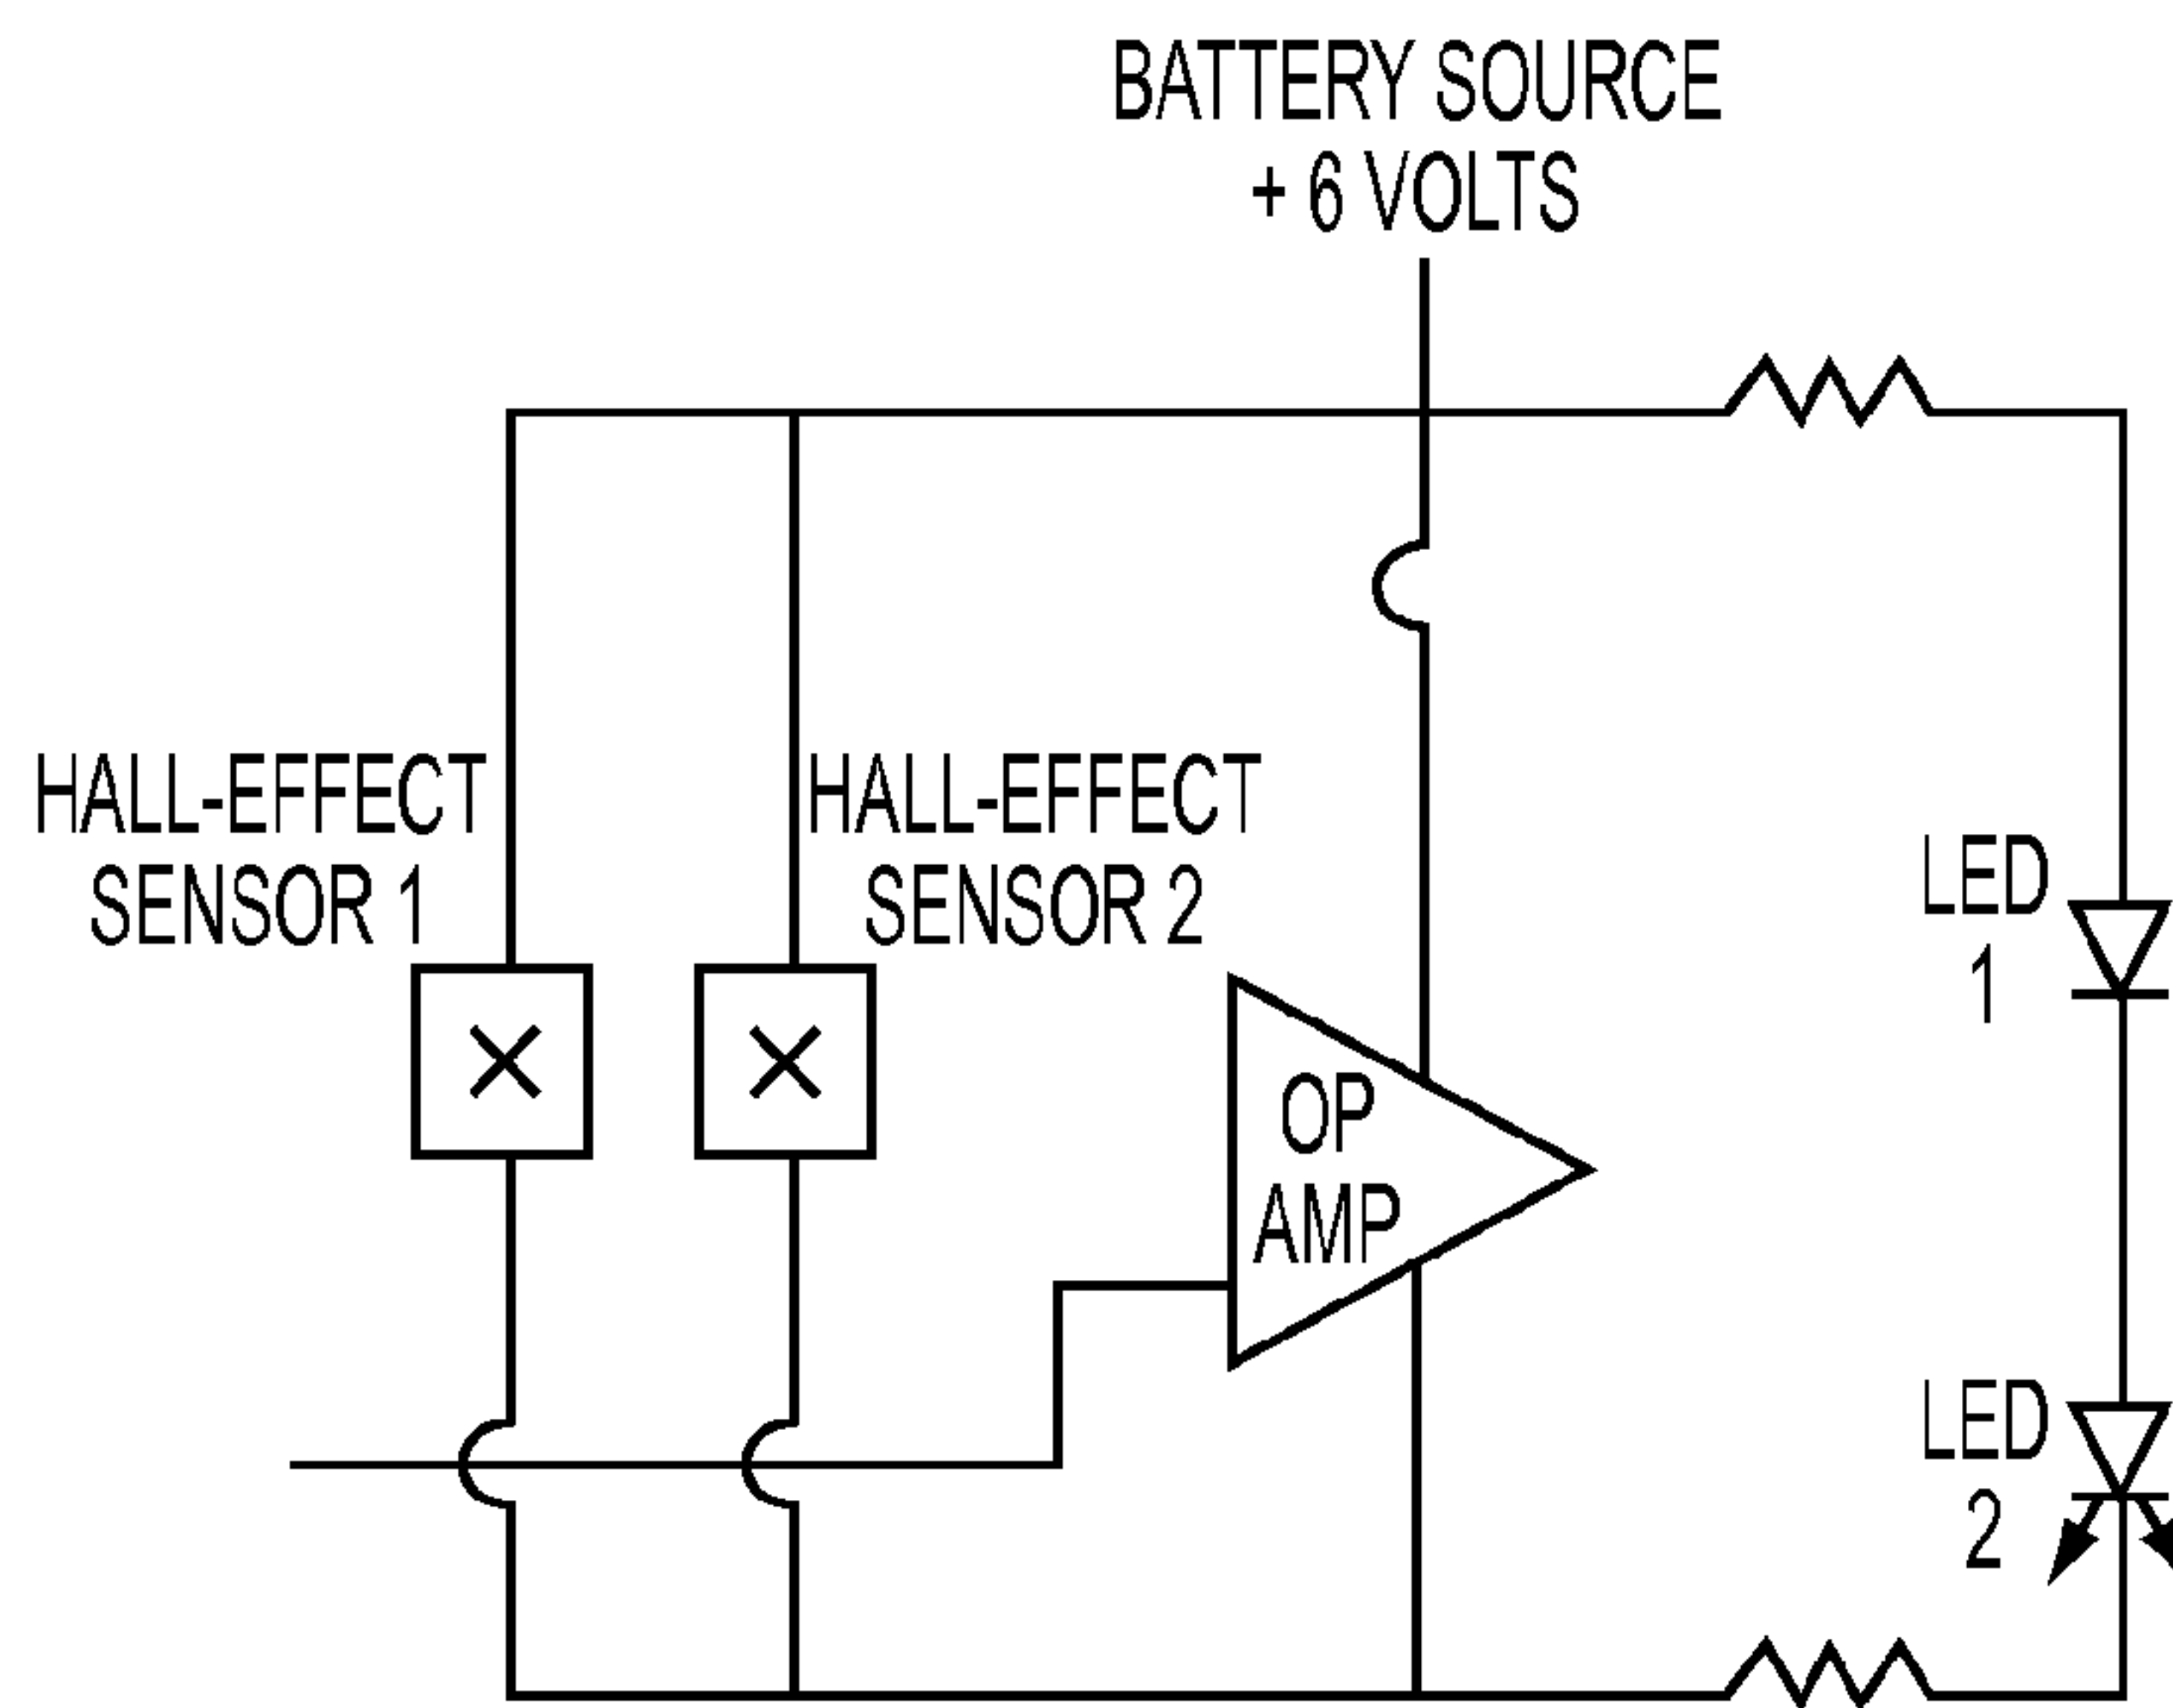 BATTERY SOURCE
+ 6 VOLTS
HALL-EFFECT
SENSOR 1
HALL-EFFECT
SENSOR 2
OP
AMP
LED
1
LED
2